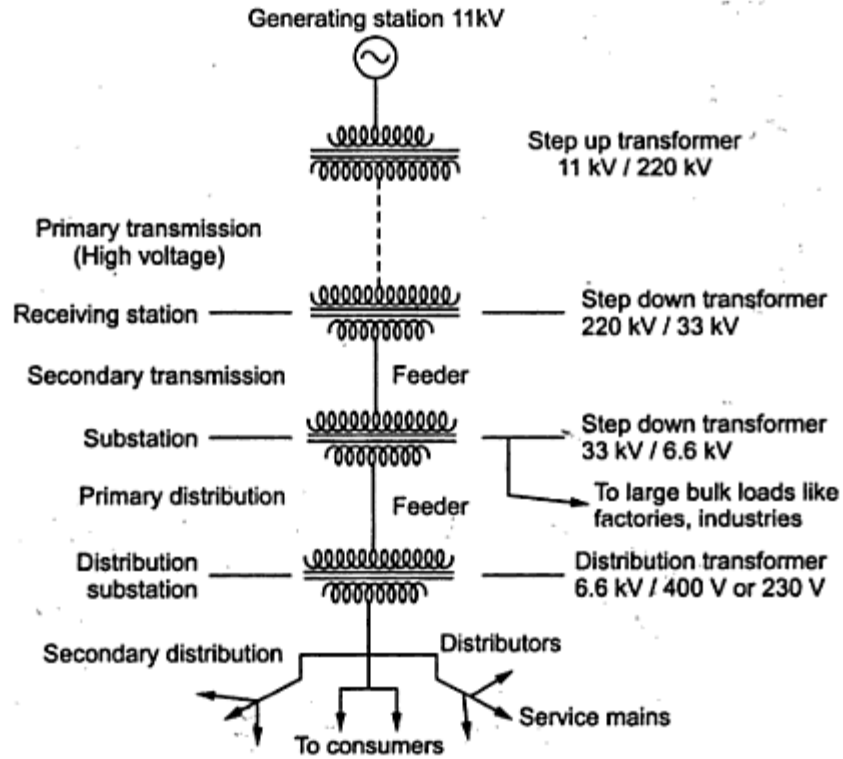 Generating station 11kV
Step up transformer
11 kV / 220 kV
Primary transmission
(High voltage)
Receiving station
Step down transformer
220 kV / 33 kV
Secondary transmission
Feeder
Substation
Step down transformer
33 kV / 6.6 kV
Primary distribution
Feeder
To large bulk loads like
factories, industries
Distribution
substation
Distribution transformer
6.6 kV / 400 V or 230 V
Secondary distribution
Distributors
Service mains
To consumers